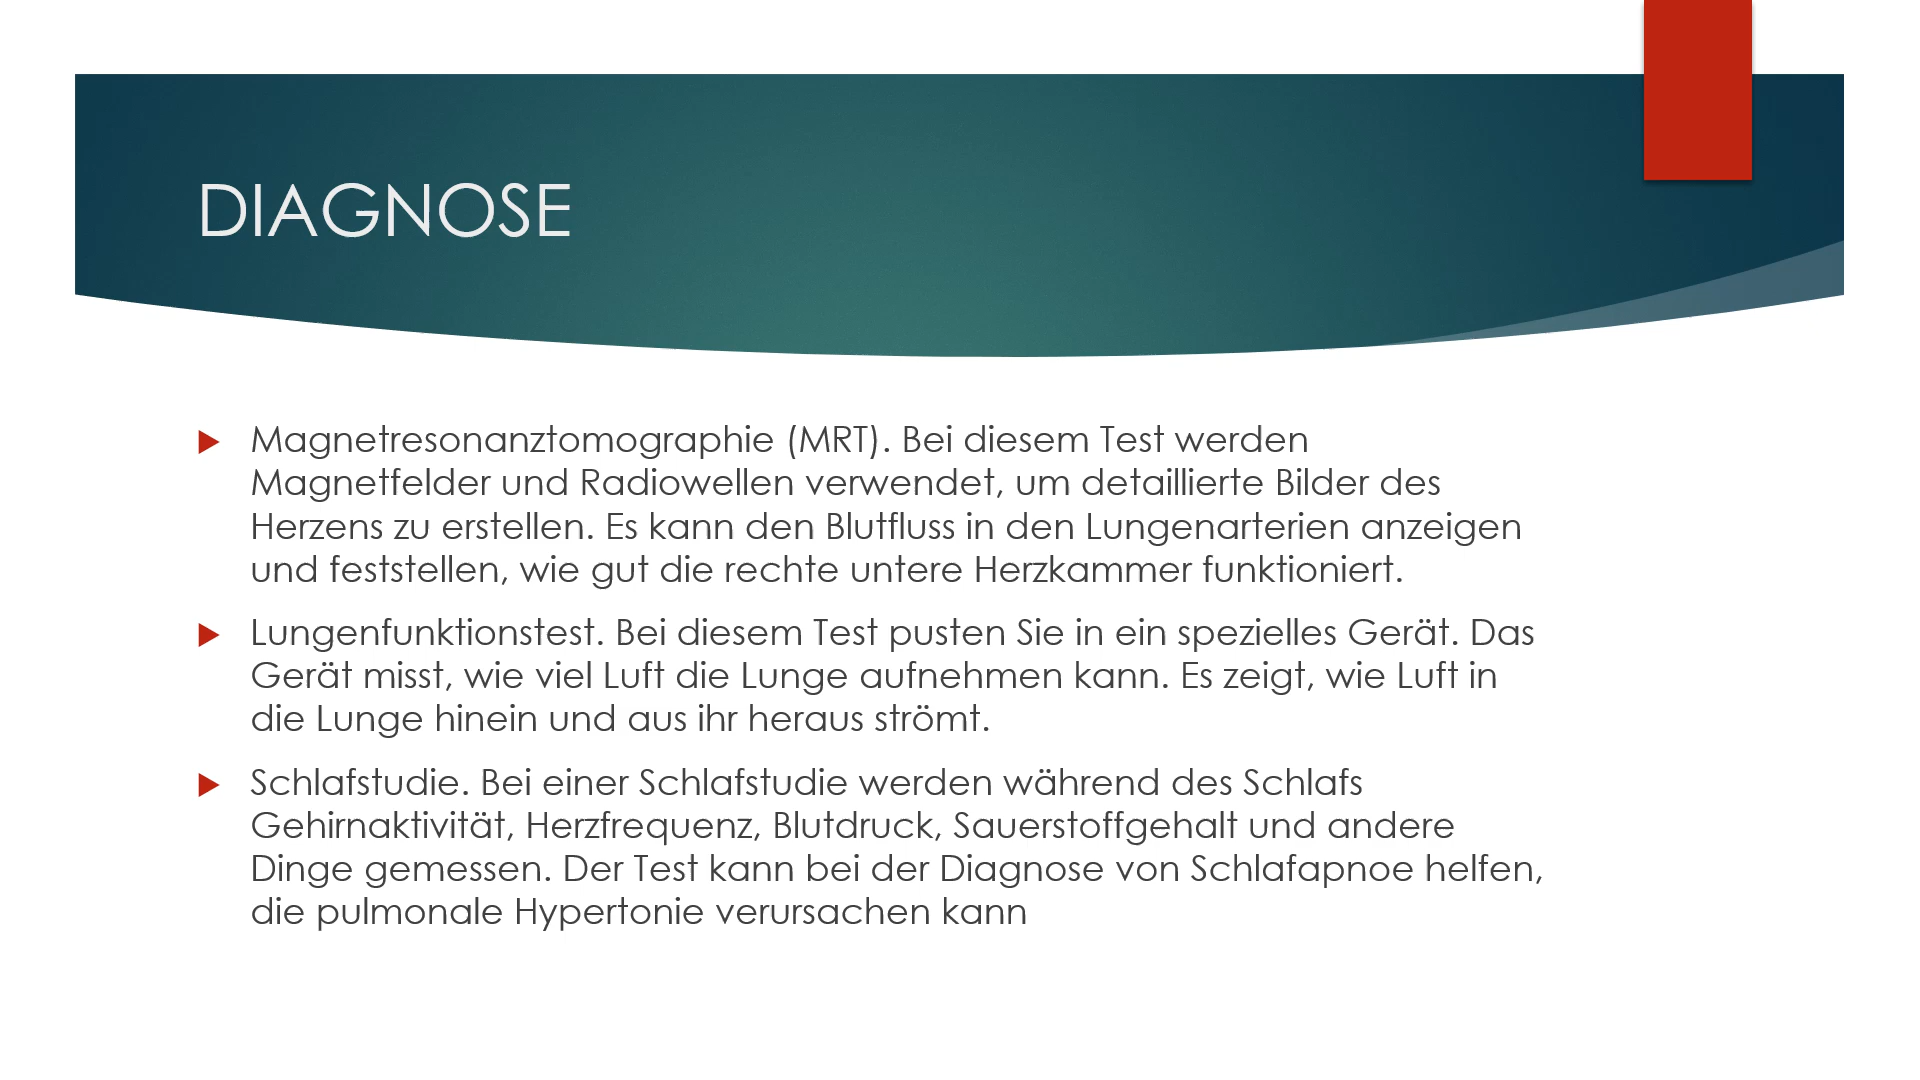 DIAGNOSE
Magnetresonanztomographie (MRT). Bei diesem Test werden
Magnetfelder und Radiowellen verwendet, um detaillierte Bilder des
Herzens zu erstellen. Es kann den Blutfluss in den Lungenarterien anzeigen
und feststellen, wie gut die rechte untere Herzkammer funktioniert.
Lungenfunktionstest. Bei diesem Test pusten Sie in ein spezielles Gerät. Das
Gerät misst, wie viel Luft die Lunge aufnehmen kann. Es zeigt, wie Luft in
die Lunge hinein und aus ihr heraus strömt.
Schlafstudie. Bei einer Schlafstudie werden während des Schlafs
Gehirnaktivität, Herzfrequenz, Blutdruck, Sauerstoffgehalt und andere
Dinge gemessen. Der Test kann bei der Diagnose von Schlafapnoe helfen,
die pulmonale Hypertonie verursachen kann